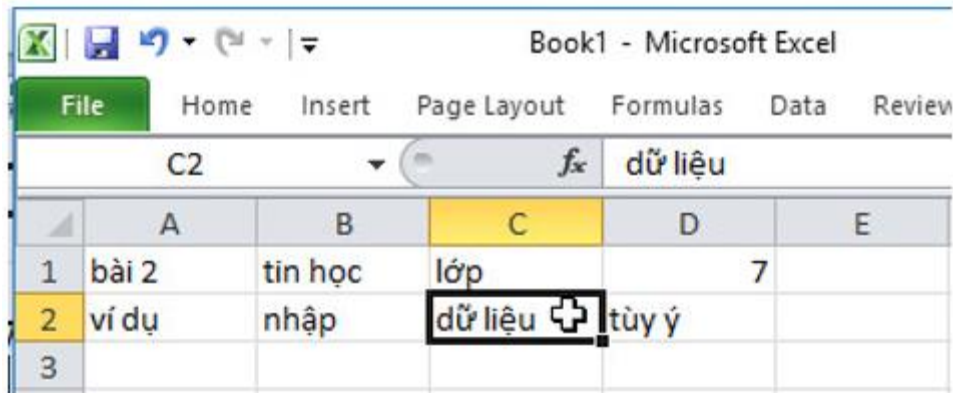 Book1 - Microsoft Excel
File Home Insert Page Layout Formulas Data Review
C2 fx dữ liệu
A B C D E
1 bài 2 tin học lớp 7
2 ví dụ nhập dữ liệu tùy ý
3